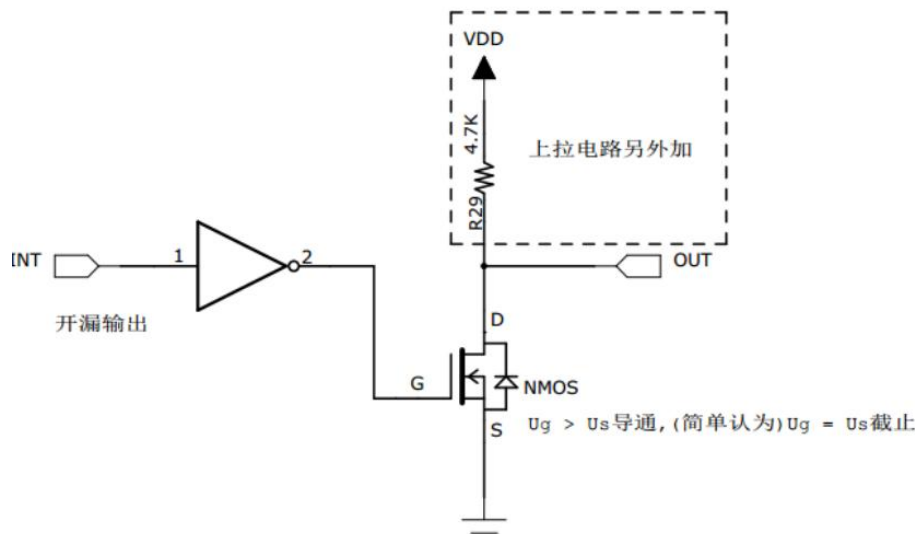 VDD
4.7K
上拉电路另外加
R29
INT
1
2
OUT
开漏输出
D
G
NMOS
S
Ug > Us导通,(简单认为)Ug = Us截止